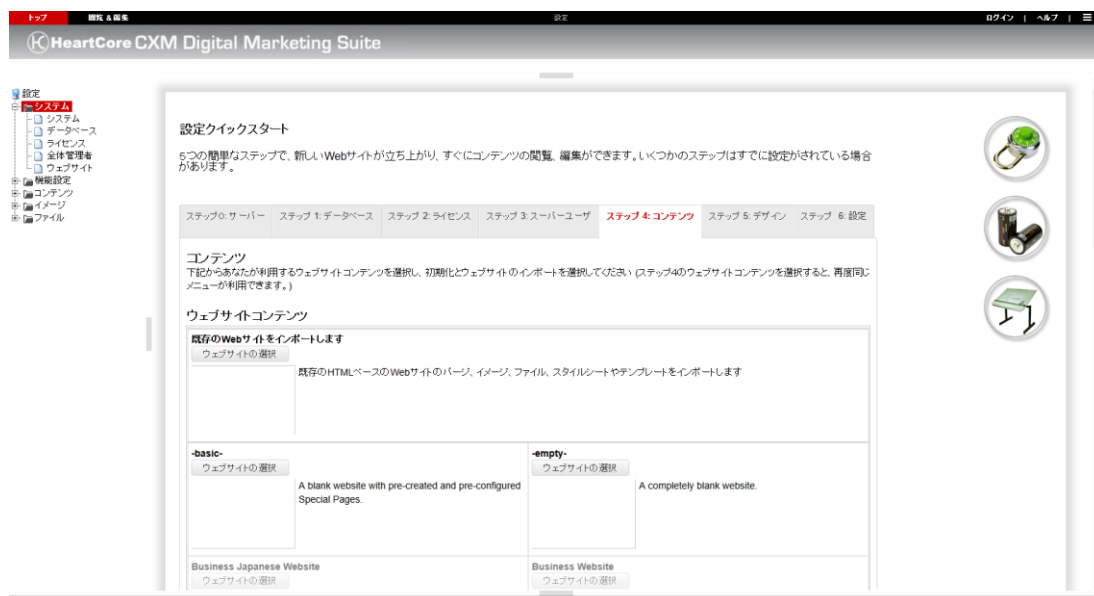 トップ 閲覧 & 編集 設定 ログイン | ヘルプ |
HeartCore CXM Digital Marketing Suite
設定
システム
システム
データベース
ライセンス
全体管理者
ウェブサイト
機能設定
コンテンツ
イメージ
ファイル
設定クイックスタート
5つの簡単なステップで、新しいWebサイトが立ち上がり、すぐにコンテンツの閲覧、編集ができます。いくつかのステップはすでに設定がされている場合
があります。
ステップ0: サーバー ステップ 1: データベース ステップ 2: ライセンス ステップ 3: スーパーユーザ ステップ 4: コンテンツ ステップ 5: デザイン ステップ 6: 設定
コンテンツ
下記からあなたが利用するウェブサイトコンテンツを選択し、初期化とウェブサイトのインポートを選択してください (ステップ4のウェブサイトコンテンツを選択すると、再度同じ
メニューが利用できます。)
ウェブサイトコンテンツ
既存のWebサイトをインポートします
ウェブサイトの選択
既存のHTMLベースのWebサイトのページ、イメージ、ファイル、スタイルシートやテンプレートをインポートします
-basic-
ウェブサイトの選択
A blank website with pre-created and pre-configured
Special Pages.
-empty-
ウェブサイトの選択
A completely blank website.
Business Japanese Website
ウェブサイトの選択
Business Website
ウェブサイトの選択